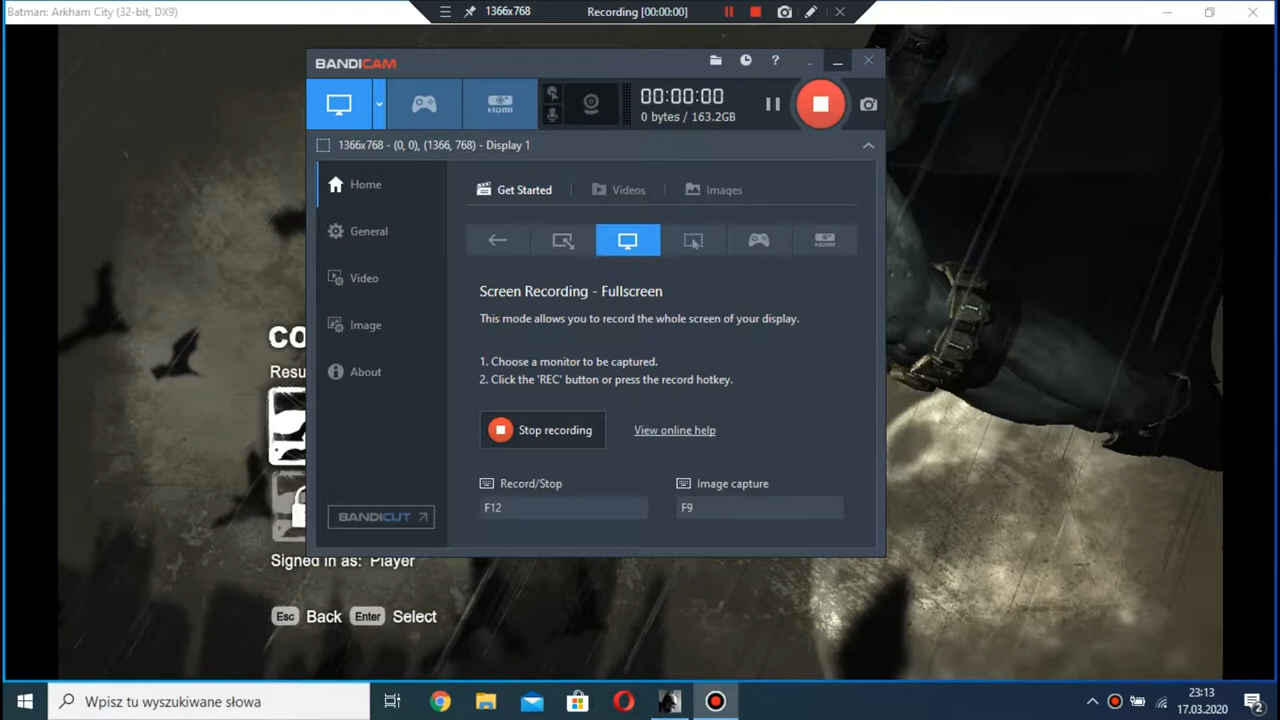 Batman: Arkham City (32-bit, DX9)
1366x768
Recording [00:00:00]
BANDICAM
?
HDMI
00:00:00
0 bytes / 163.2GB
1366x768 - (0, 0), (1366, 768) - Display 1
Home
General
Video
Image
About
BANDICUT
Get Started
Videos
Images
HDMI
Screen Recording - Fullscreen
This mode allows you to record the whole screen of your display.
1. Choose a monitor to be captured.
2. Click the 'REC' button or press the record hotkey.
Stop recording
View online help
Record/Stop
F12
Image capture
F9
Signed in as: Player
Esc Back Enter Select
Wpisz tu wyszukiwane słowa
23:13
17.03.2020
2